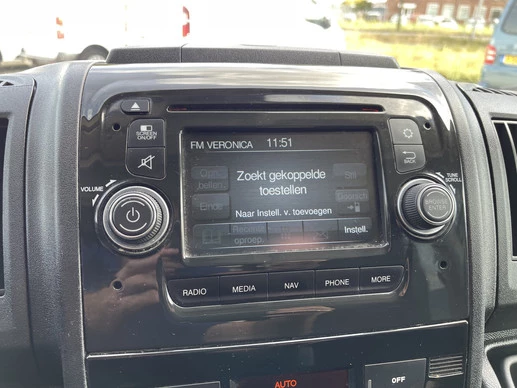 SCREEN
ON/OFF
FM VERONICA 11:51
BACK
Zoekt gekoppelde
toestellen
Naar Instell. v. toevoegen
Instell.
VOLUME
TUNE
SCROLL
BROWSE
ENTER
RADIO
MEDIA
NAV
PHONE
MORE
AUTO
OFF